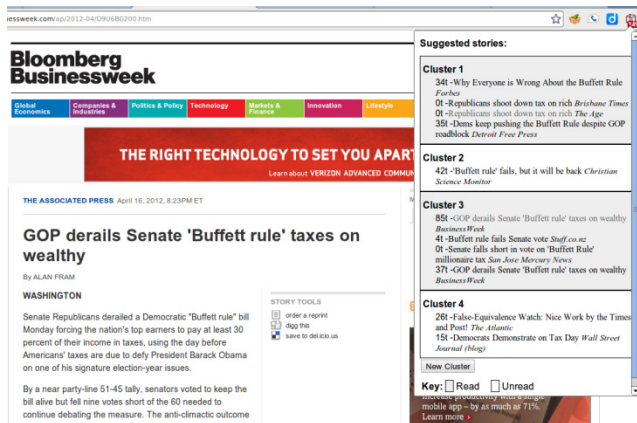 nessweek.com/ap/2012-04/D9U6BG200.htm
Bloomberg
Businessweek
Global
Economics
Companies &
Industries
Politics & Policy
Technology
Markets &
Finance
Innovation
Lifestyle
THE RIGHT TECHNOLOGY TO SET YOU APART
Learn about VERIZON ADVANCED COMMUN
THE ASSOCIATED PRESS April 16, 2012, 8:23PM ET
GOP derails Senate 'Buffett rule' taxes on
wealthy
By ALAN FRAM
WASHINGTON
Senate Republicans derailed a Democratic "Buffett rule" bill
Monday forcing the nation's top earners to pay at least 30
percent of their income in taxes, using the day before
Americans' taxes are due to defy President Barack Obama
on one of his signature election-year issues.
By a near party-line 51-45 tally, senators voted to keep the
bill alive but fell nine votes short of the 60 needed to
continue debating the measure. The anti-climactic outcome
STORY TOOLS
order a reprint
digg this
save to del.icio.us
Suggested stories:
Cluster 1
34t -Why Everyone is Wrong About the Buffett Rule
Forbes
0t -Republicans shoot down tax on rich Brisbane Times
0t -Republicans shoot down tax on rich The Age
35t -Dems keep pushing the Buffett Rule despite GOP
roadblock Detroit Free Press
Cluster 2
42t -'Buffett rule' fails, but it will be back Christian
Science Monitor
Cluster 3
85t -GOP derails Senate 'Buffett rule' taxes on wealthy
BusinessWeek
4t -Buffett rule fails Senate vote Stuff.co.nz
0t -Senate falls short in vote on 'Buffett Rule'
millionaire tax San Jose Mercury News
37t -GOP derails Senate 'Buffett rule' taxes on wealthy
BusinessWeek
Cluster 4
26t -False-Equivalence Watch: Nice Work by the Times
and Post! The Atlantic
15t -Democrats Demonstrate on Tax Day Wall Street
Journal (blog)
New Cluster
Key: Read Unread
increase productivity with a single
mobile app – by as much as 71%.
Learn more